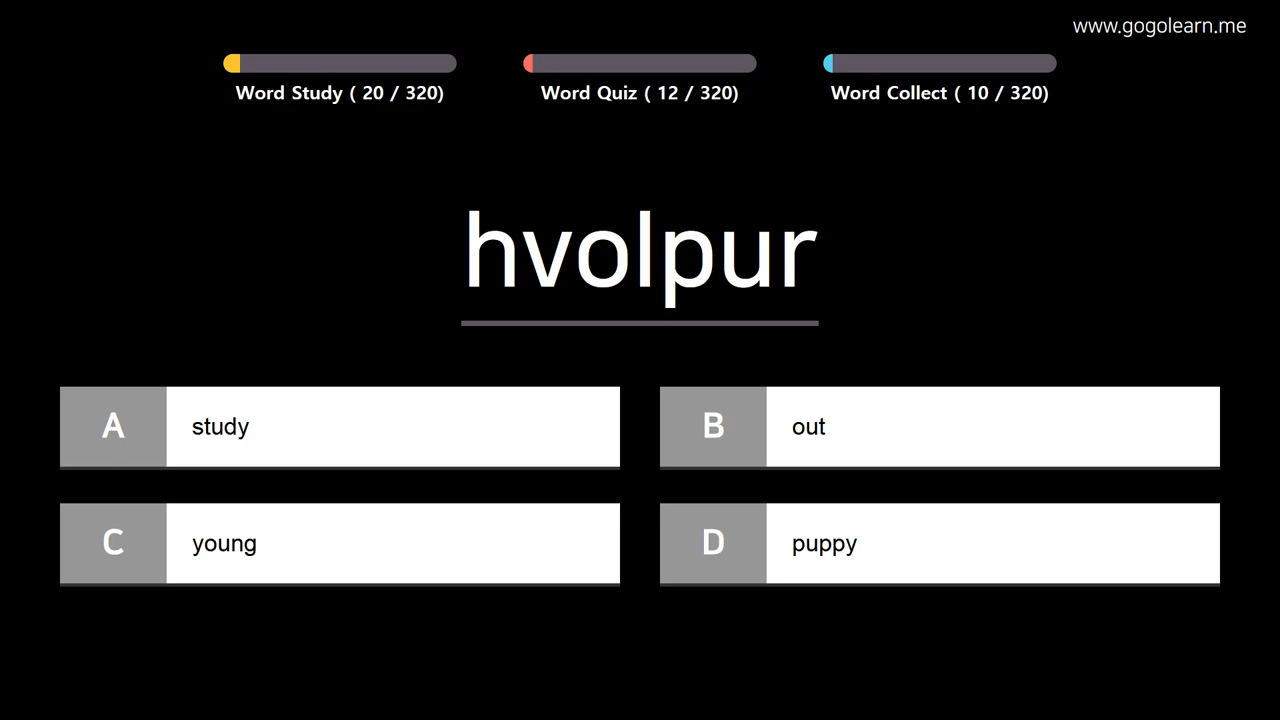 www.gogolearn.me
Word Study ( 20 / 320)
Word Quiz ( 12 / 320)
Word Collect ( 10 / 320)
hvolpur
A study
B out
C young
D puppy